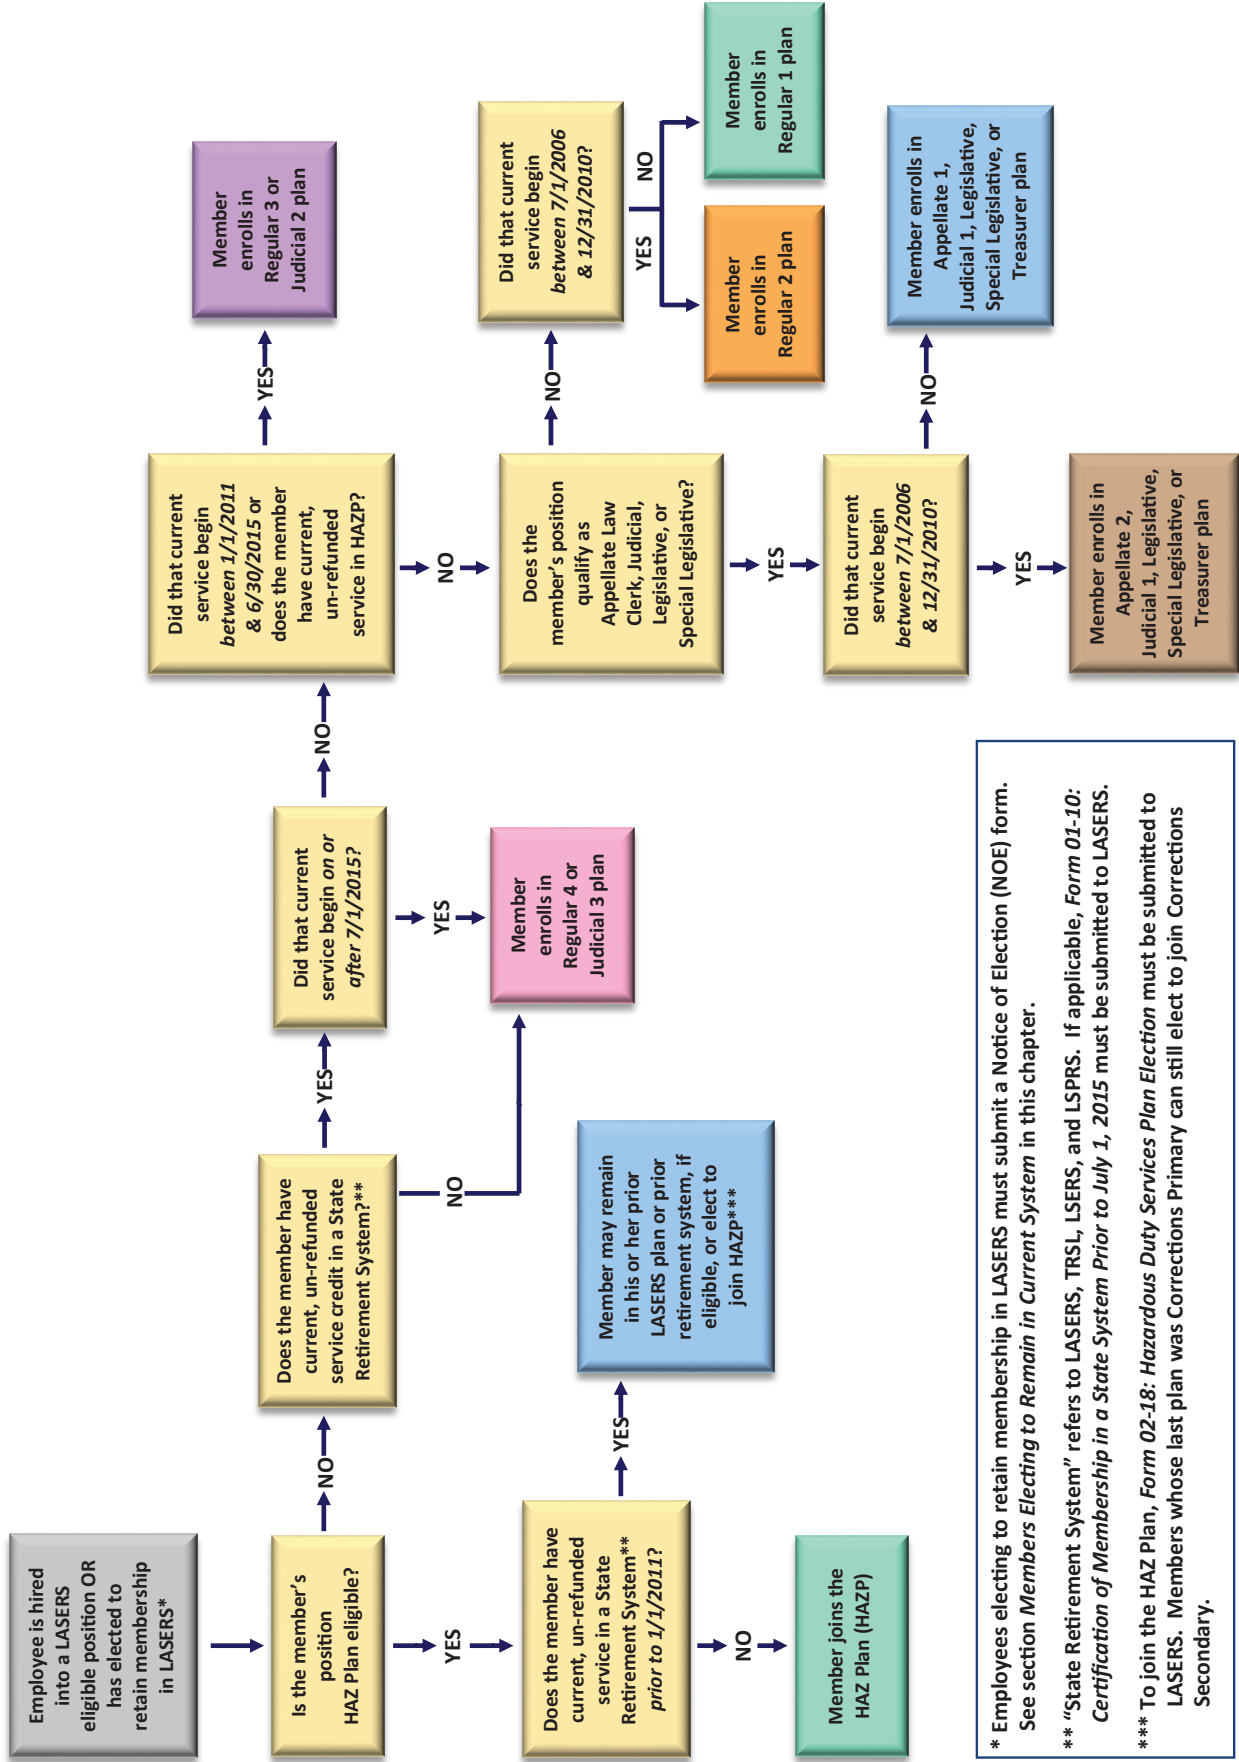 Employee is hired
into a LASERS
eligible position OR
has elected to
retain membership
in LASERS*
Is the member's
position
HAZ Plan eligible?
NO
YES
Does the member have
current, un-refunded
service in a State
Retirement System**
prior to 1/1/2011?
YES
NO
Member joins the
HAZ Plan (HAZP)
Member may remain
in his or her prior
LASERS plan or prior
retirement system, if
eligible, or elect to
join HAZP***
Does the member have
current, un-refunded
service credit in a State
Retirement System?**
YES
NO
Did that current
service begin on or
after 7/1/2015?
NO
YES
Member
enrolls in
Regular 4 or
Judicial 3 plan
Did that current
service begin
between 1/1/2011
& 6/30/2015 or
does the member
have current,
un-refunded
service in HAZP?
YES
Member
enrolls in
Regular 3 or
Judicial 2 plan
NO
Does the
member's position
qualify as
Appellate Law
Clerk, Judicial,
Legislative, or
Special Legislative?
NO
Did that current
service begin
between 7/1/2006
& 12/31/2010?
YES
NO
Member
enrolls in
Regular 2 plan
Member
enrolls in
Regular 1 plan
YES
Did that current
service begin
between 7/1/2006
& 12/31/2010?
NO
Member enrolls in
Appellate 1,
Judicial 1, Legislative,
Special Legislative, or
Treasurer plan
YES
Member enrolls in
Appellate 2,
Judicial 1, Legislative,
Special Legislative, or
Treasurer plan
* Employees electing to retain membership in LASERS must submit a Notice of Election (NOE) form.
See section Members Electing to Remain in Current System in this chapter.
** "State Retirement System" refers to LASERS, TRSL, LSERS, and LSPRS. If applicable, Form 01-10:
Certification of Membership in a State System Prior to July 1, 2015 must be submitted to LASERS.
*** To join the HAZ Plan, Form 02-18: Hazardous Duty Services Plan Election must be submitted to
LASERS. Members whose last plan was Corrections Primary can still elect to join Corrections
Secondary.